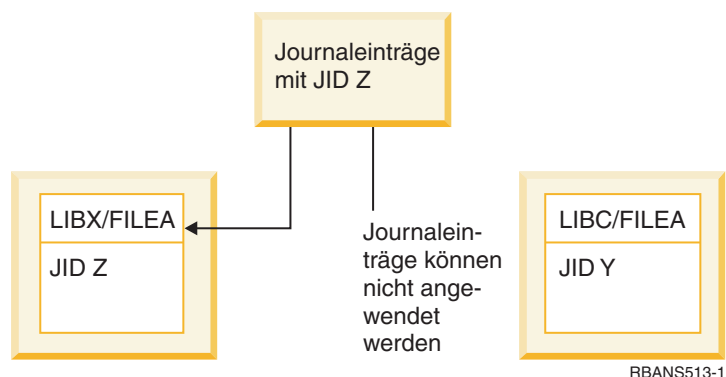 Journaleinträge
mit JID Z
LIBX/FILEA
JID Z
Journalein-
träge können
nicht ange-
wendet
werden
LIBC/FILEA
JID Y
RBANS513-1